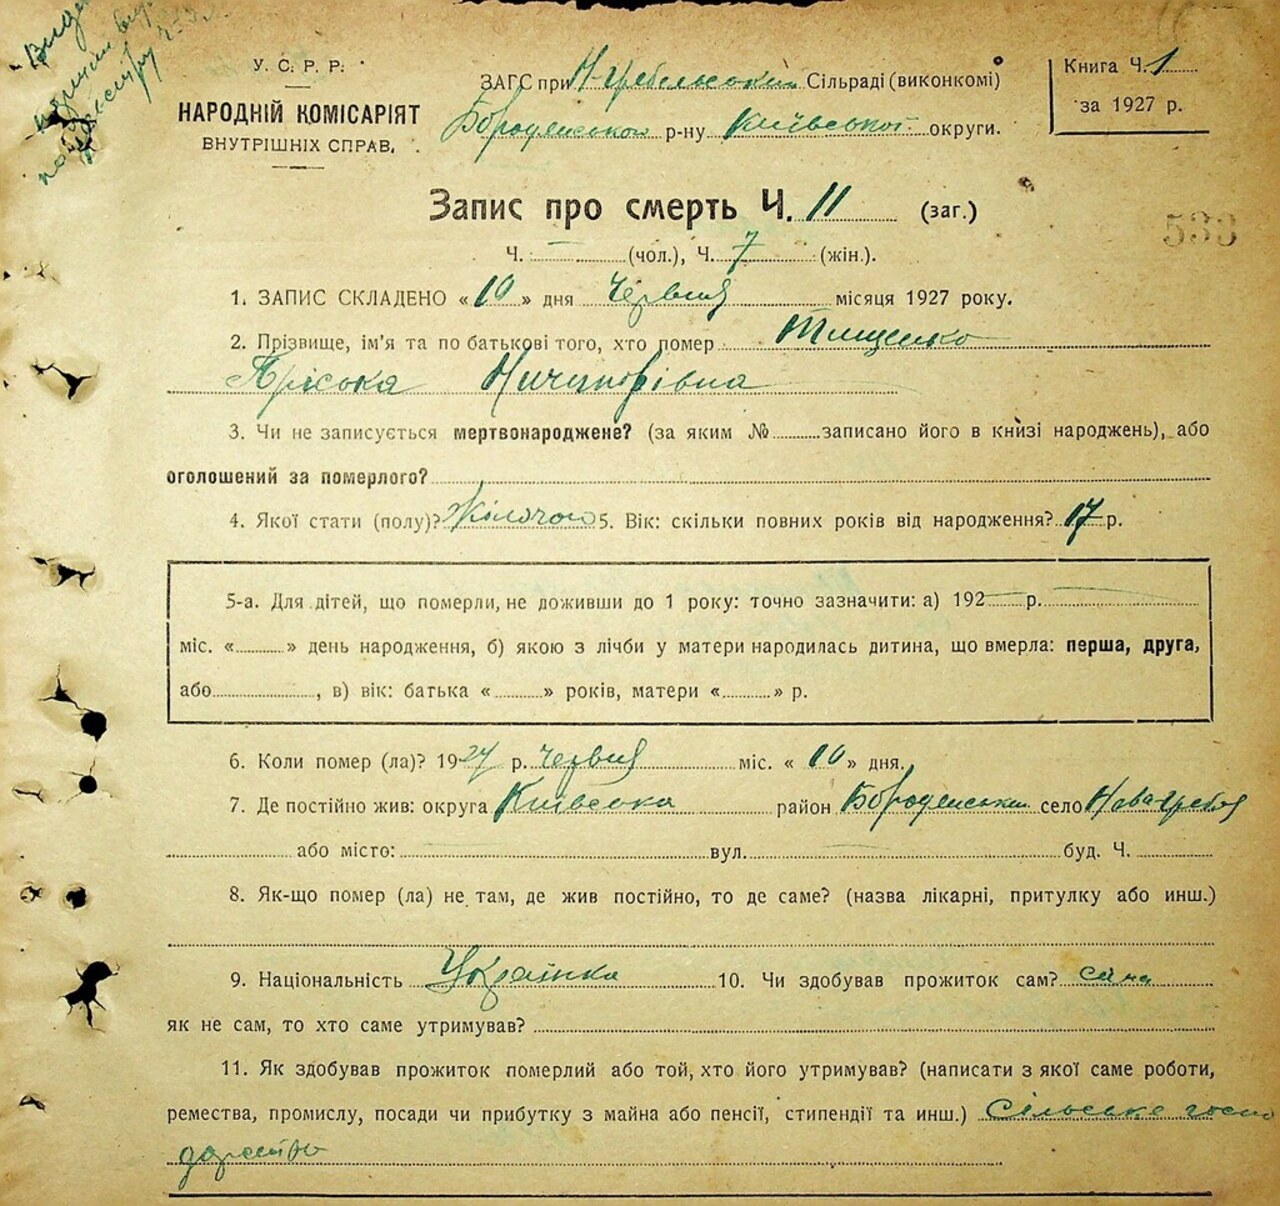 У. С. Р. Р.
НАРОДНІЙ КОМІСАРІЯТ
ВНУТРІШНІХ СПРАВ.
ЗАГС при Н-Гребельській Сільраді (виконкомі)
р-ну Київської округи.
Книга Ч. 1
за 1927 р.
Запис про смерть Ч. 11 (заг.)
533
Ч. — (чол.), Ч. 7 (жін.).
1. ЗАПИС СКЛАДЕНО «10» дня Червня місяця 1927 року.
2. Прізвище, ім'я та по батькові того, хто помер Тищенко
Пріська Ничипорівна
3. Чи не записується мертвонароджене? (за яким № записано його в книзі народжень), або
оголошений за померлого?
4. Якої стати (полу)? Жіночого 5. Вік: скільки повних років від народження? 17 р.
5-а. Для дітей, що померли, не доживши до 1 року: точно зазначити: а) 192 р.
міс. « » день народження, б) якою з лічби у матери народилась дитина, що вмерла: перша, друга,
або , в) вік: батька « » років, матери « » р.
6. Коли помер (ла)? 1927 р. червня міс. «10» дня.
7. Де постійно жив: округа Київська район Бородянський село Нова Гребля
або місто: вул. буд. Ч.
8. Як-що помер (ла) не там, де жив постійно, то де саме? (назва лікарні, притулку або инш.)
9. Національність Українка 10. Чи здобував прожиток сам? сама
як не сам, то хто саме утримував?
11. Як здобував прожиток померлий або той, хто його утримував? (написати з якої саме роботи,
ремества, промислу, посади чи прибутку з майна або пенсії, стипендії та инш.) Сільське госпо
дарство